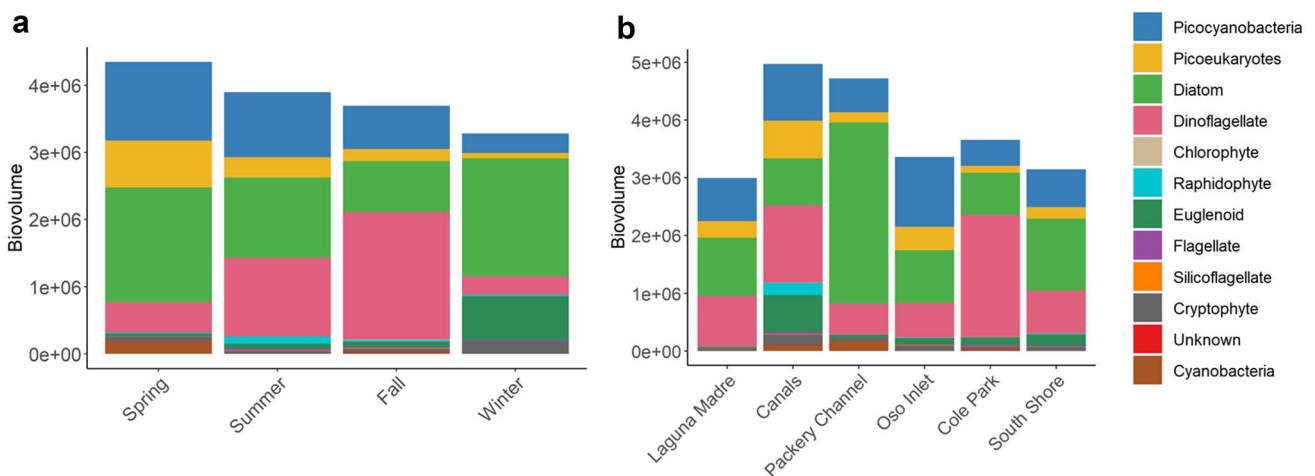 a
Biovolume
4e+06
3e+06
2e+06
1e+06
0e+00
Spring
Summer
Fall
Winter
b
Biovolume
5e+06
4e+06
3e+06
2e+06
1e+06
0e+00
Laguna Madre
Canals
Packery Channel
Oso Inlet
Cole Park
South Shore
Picocyanobacteria
Picoeukaryotes
Diatom
Dinoflagellate
Chlorophyte
Raphidophyte
Euglenoid
Flagellate
Silicoflagellate
Cryptophyte
Unknown
Cyanobacteria